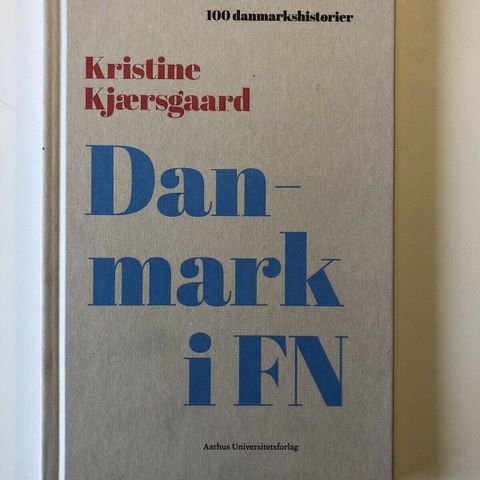 100 danmarkshistorier
Kristine
Kjærsgaard
Dan-
mark
i FN
Aarhus Universitetsforlag